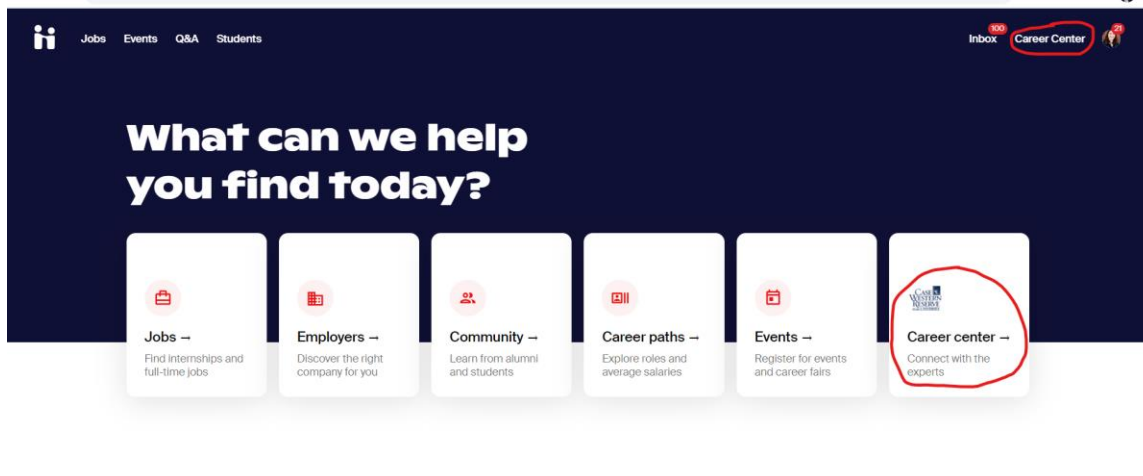 Jobs Events Q&A Students
100
Inbox Career Center
21
What can we help
you find today?
Jobs →
Find internships and
full-time jobs
Employers →
Discover the right
company for you
Community →
Learn from alumni
and students
Career paths →
Explore roles and
average salaries
Events →
Register for events
and career fairs
CASE
WESTERN
RESERVE
Career center →
Connect with the
experts